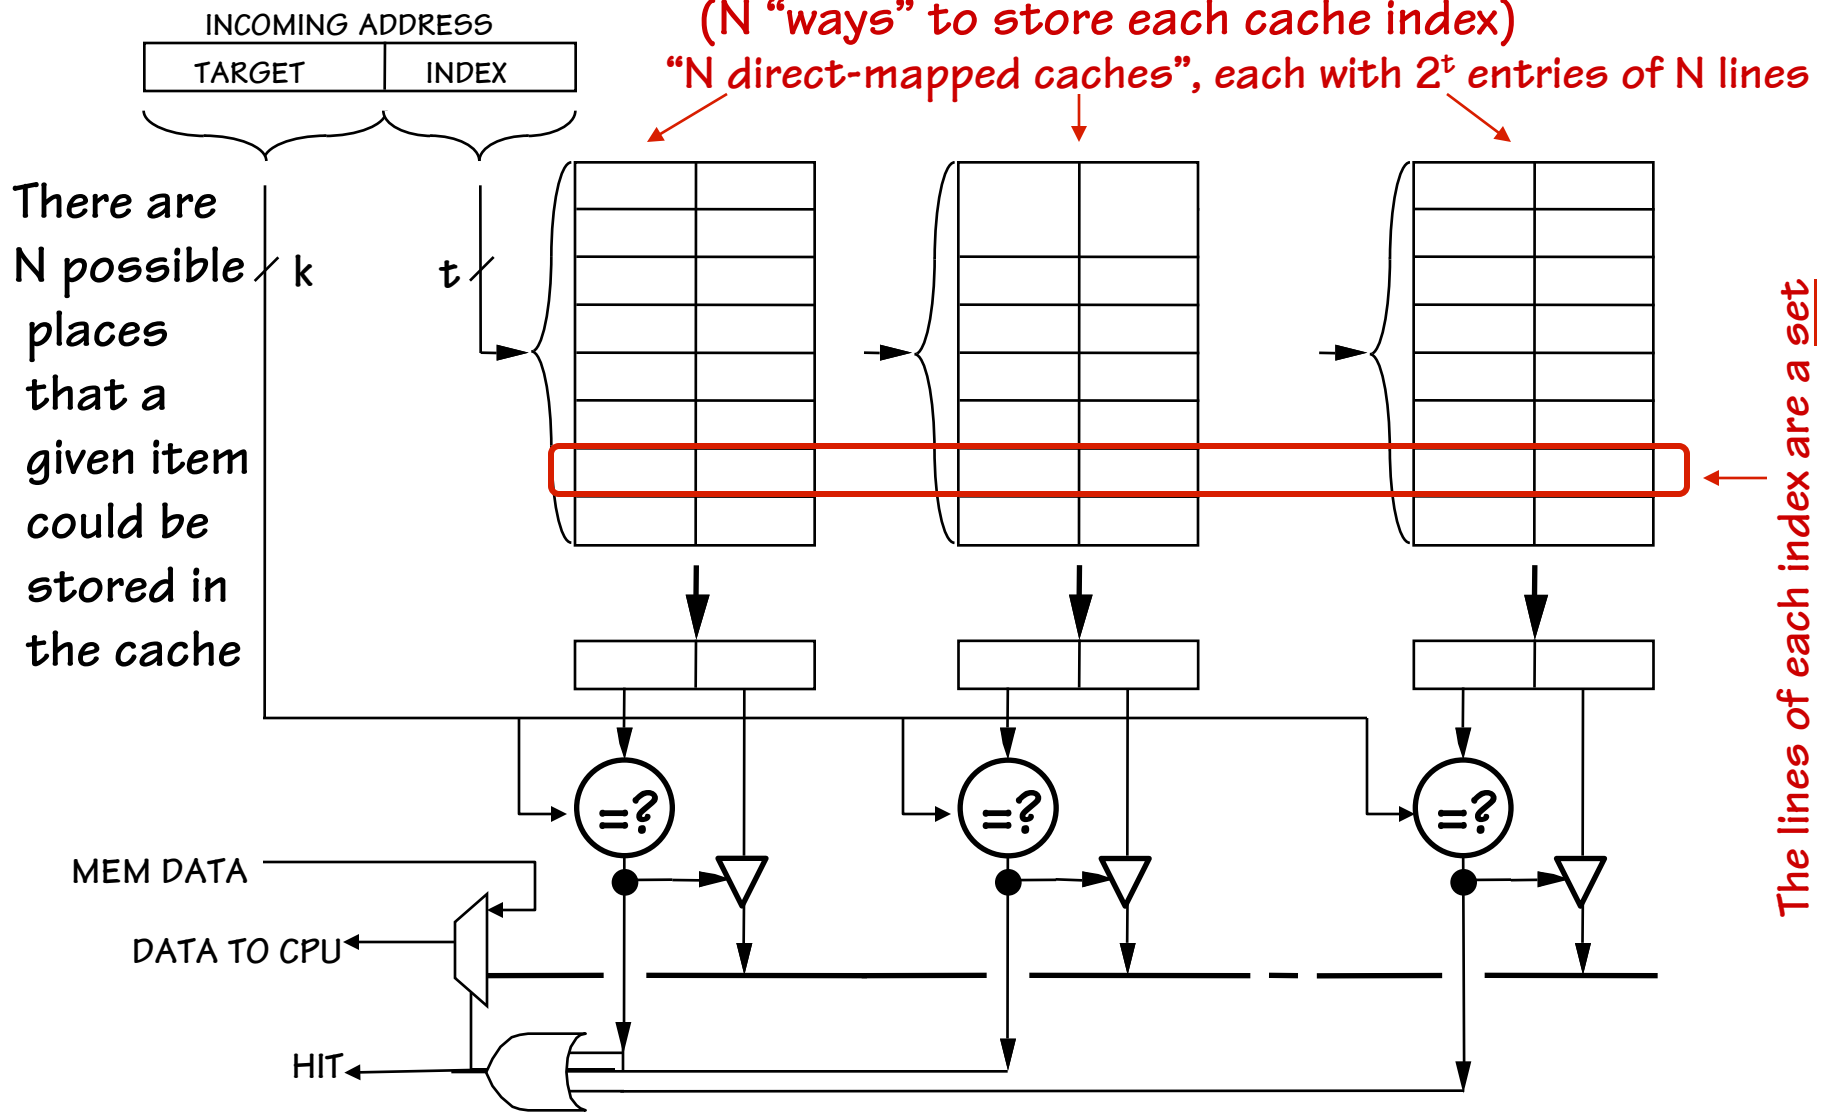 (N “ways” to store each cache index)
“N direct-mapped caches”, each with 2ᵗ entries of N lines
INCOMING ADDRESS
TARGET INDEX
There are
N possible
places
that a
given item
could be
stored in
the cache
k
t
The lines of each index are a set
=?
=?
=?
MEM DATA
DATA TO CPU
HIT